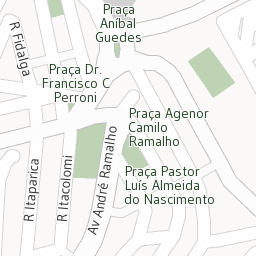 Praça
Aníbal
Guedes
R Fidalga
Praça Dr.
Francisco C
Perroni
Praça Agenor
Camilo
Ramalho
Praça Pastor
Luís Almeida
do Nascimento
R Itaparica
R Itacolomi
Av André Ramalho